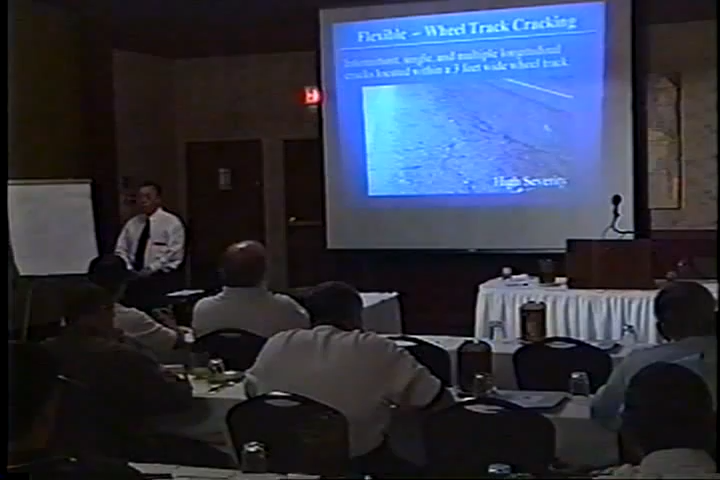 Flexible – Wheel Track Cracking
Intermittent, single, and multiple longitudinal
cracks located within a 3 feet wide wheel track
High Severity